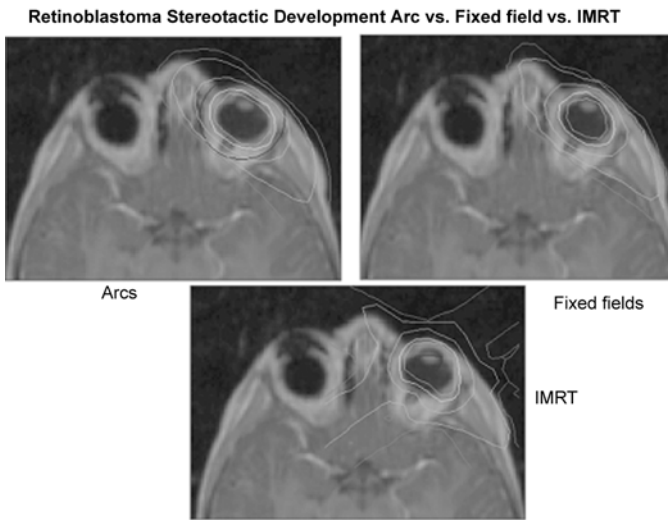 Retinoblastoma Stereotactic Development Arc vs. Fixed field vs. IMRT
Arcs
Fixed fields
IMRT